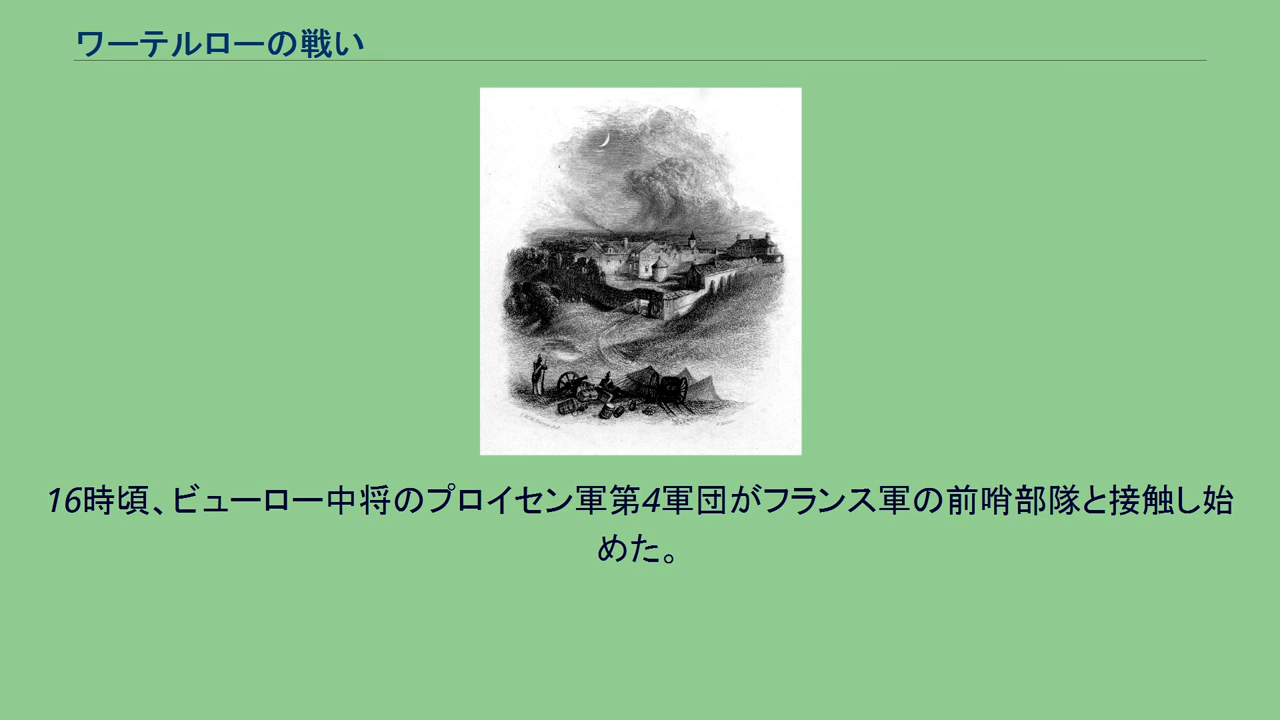 ワーテルローの戦い
16時頃、ビューロー中将のプロイセン軍第4軍団がフランス軍の前哨部隊と接触し始
めた。